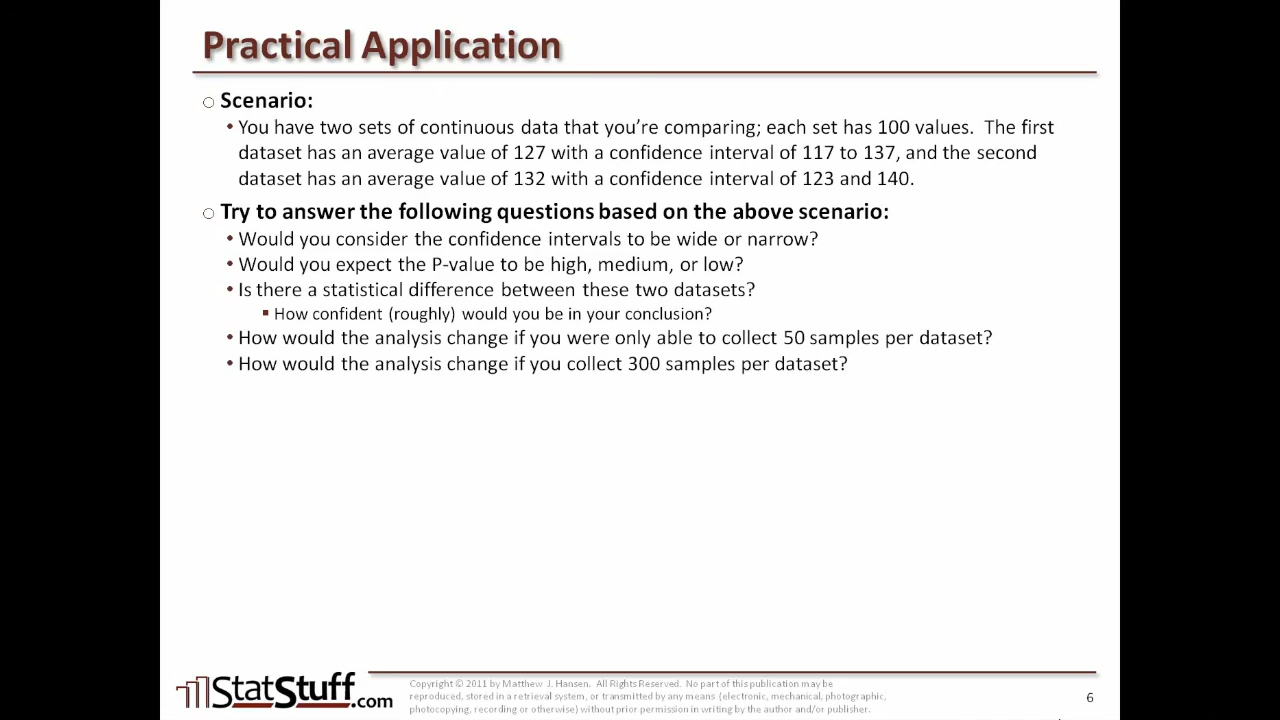 Practical Application
○ Scenario:
• You have two sets of continuous data that you're comparing; each set has 100 values.  The first
dataset has an average value of 127 with a confidence interval of 117 to 137, and the second
dataset has an average value of 132 with a confidence interval of 123 and 140.
○ Try to answer the following questions based on the above scenario:
• Would you consider the confidence intervals to be wide or narrow?
• Would you expect the P-value to be high, medium, or low?
• Is there a statistical difference between these two datasets?
▪ How confident (roughly) would you be in your conclusion?
• How would the analysis change if you were only able to collect 50 samples per dataset?
• How would the analysis change if you collect 300 samples per dataset?
StatStuff.com
Copyright © 2011 by Matthew J. Hansen.  All Rights Reserved.  No part of this publication may be
reproduced, stored in a retrieval system, or transmitted by any means (electronic, mechanical, photographic,
photocopying, recording or otherwise) without prior permission in writing by the author and/or publisher.
6